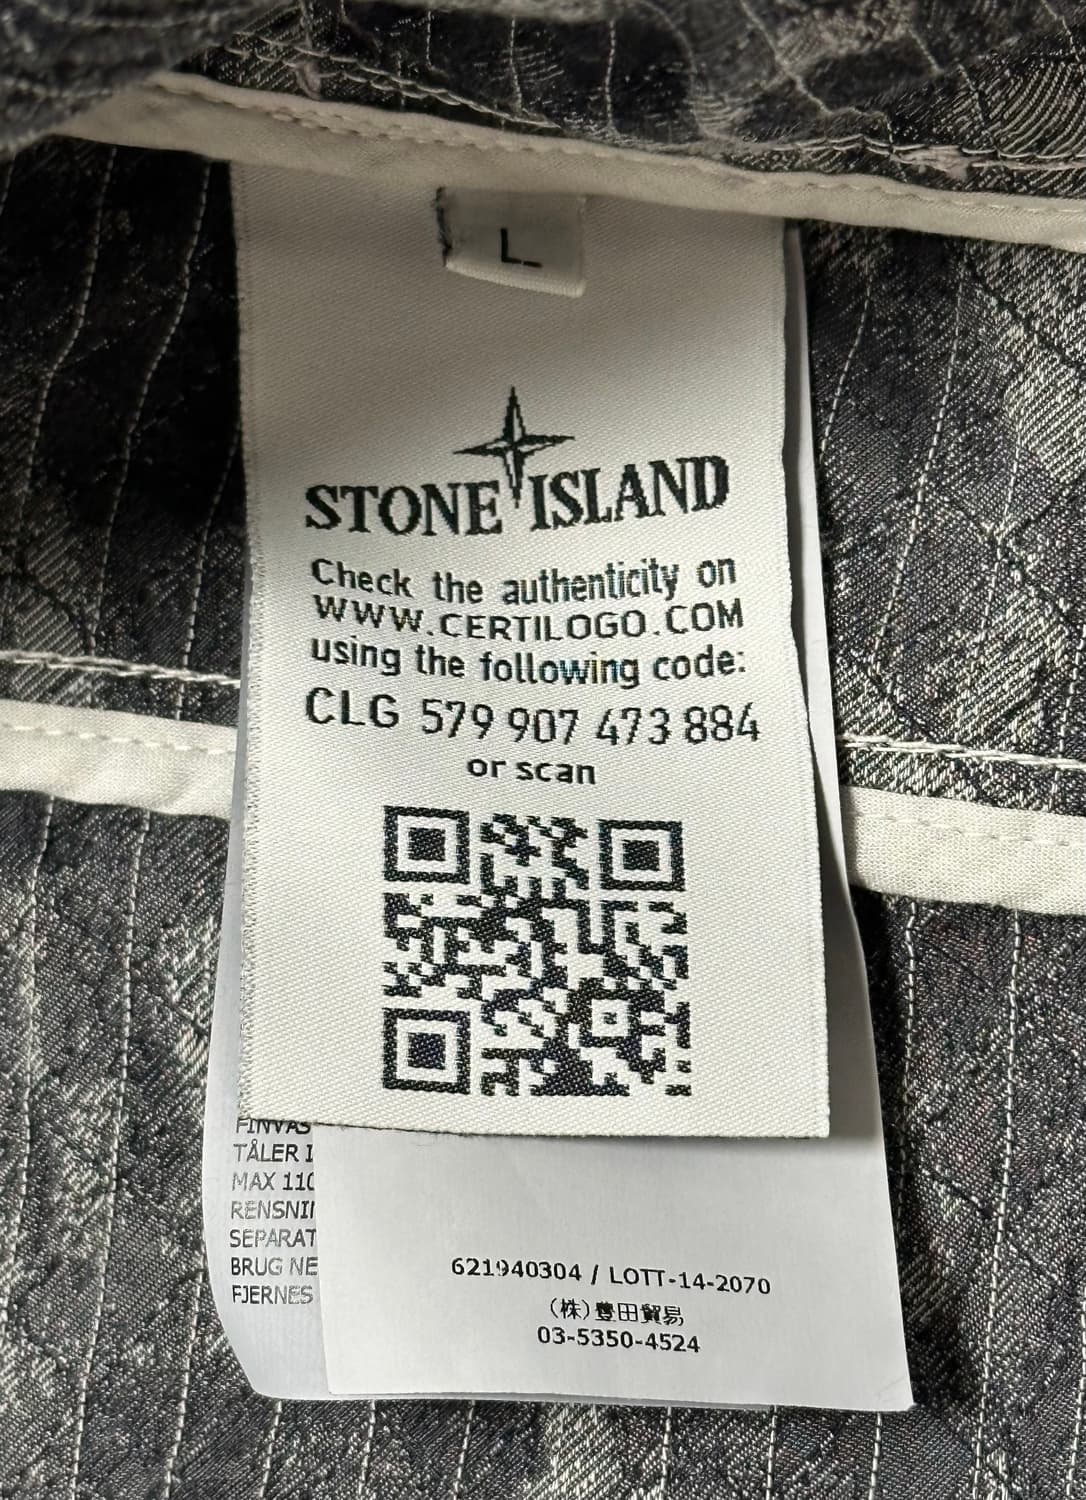 L
STONE ISLAND
Check the authenticity on
WWW.CERTILOGO.COM
using the following code:
CLG 579 907 473 884
or scan
FINVAS
TÅLER I
MAX 110
RENSNI
SEPARAT
BRUG NE
FJERNES
621940304 / LOTT-14-2070
(株)豊田貿易
03-5350-4524